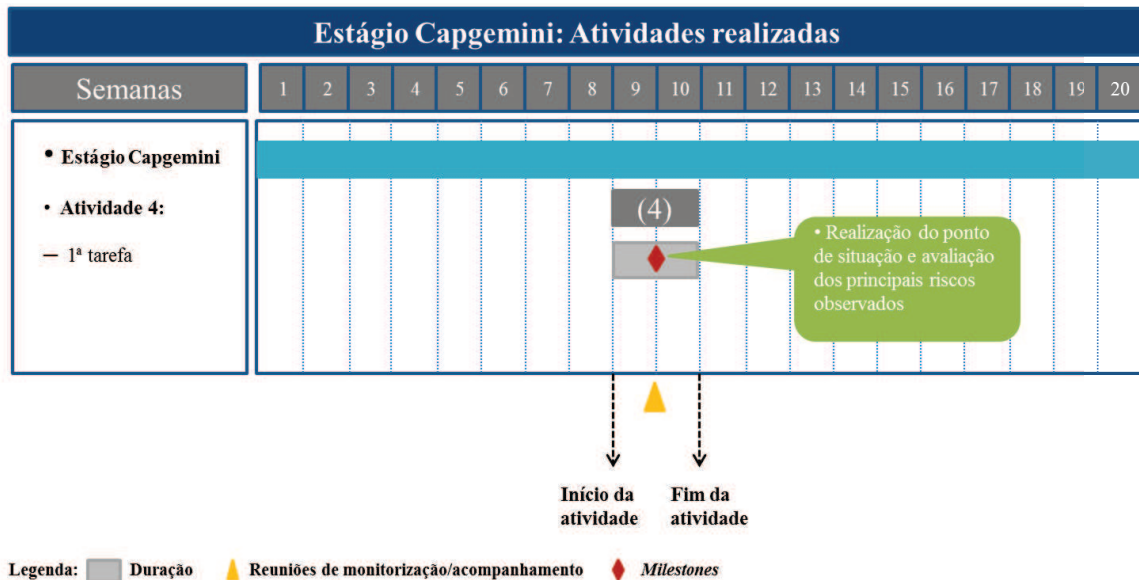 Estágio Capgemini: Atividades realizadas
Semanas
1 2 3 4 5 6 7 8 9 10 11 12 13 14 15 16 17 18 19 20
• Estágio Capgemini
• Atividade 4:
– 1ª tarefa
(4)
• Realização do ponto
de situação e avaliação
dos principais riscos
observados
Início da
atividade
Fim da
atividade
Legenda: Duração Reuniões de monitorização/acompanhamento Milestones